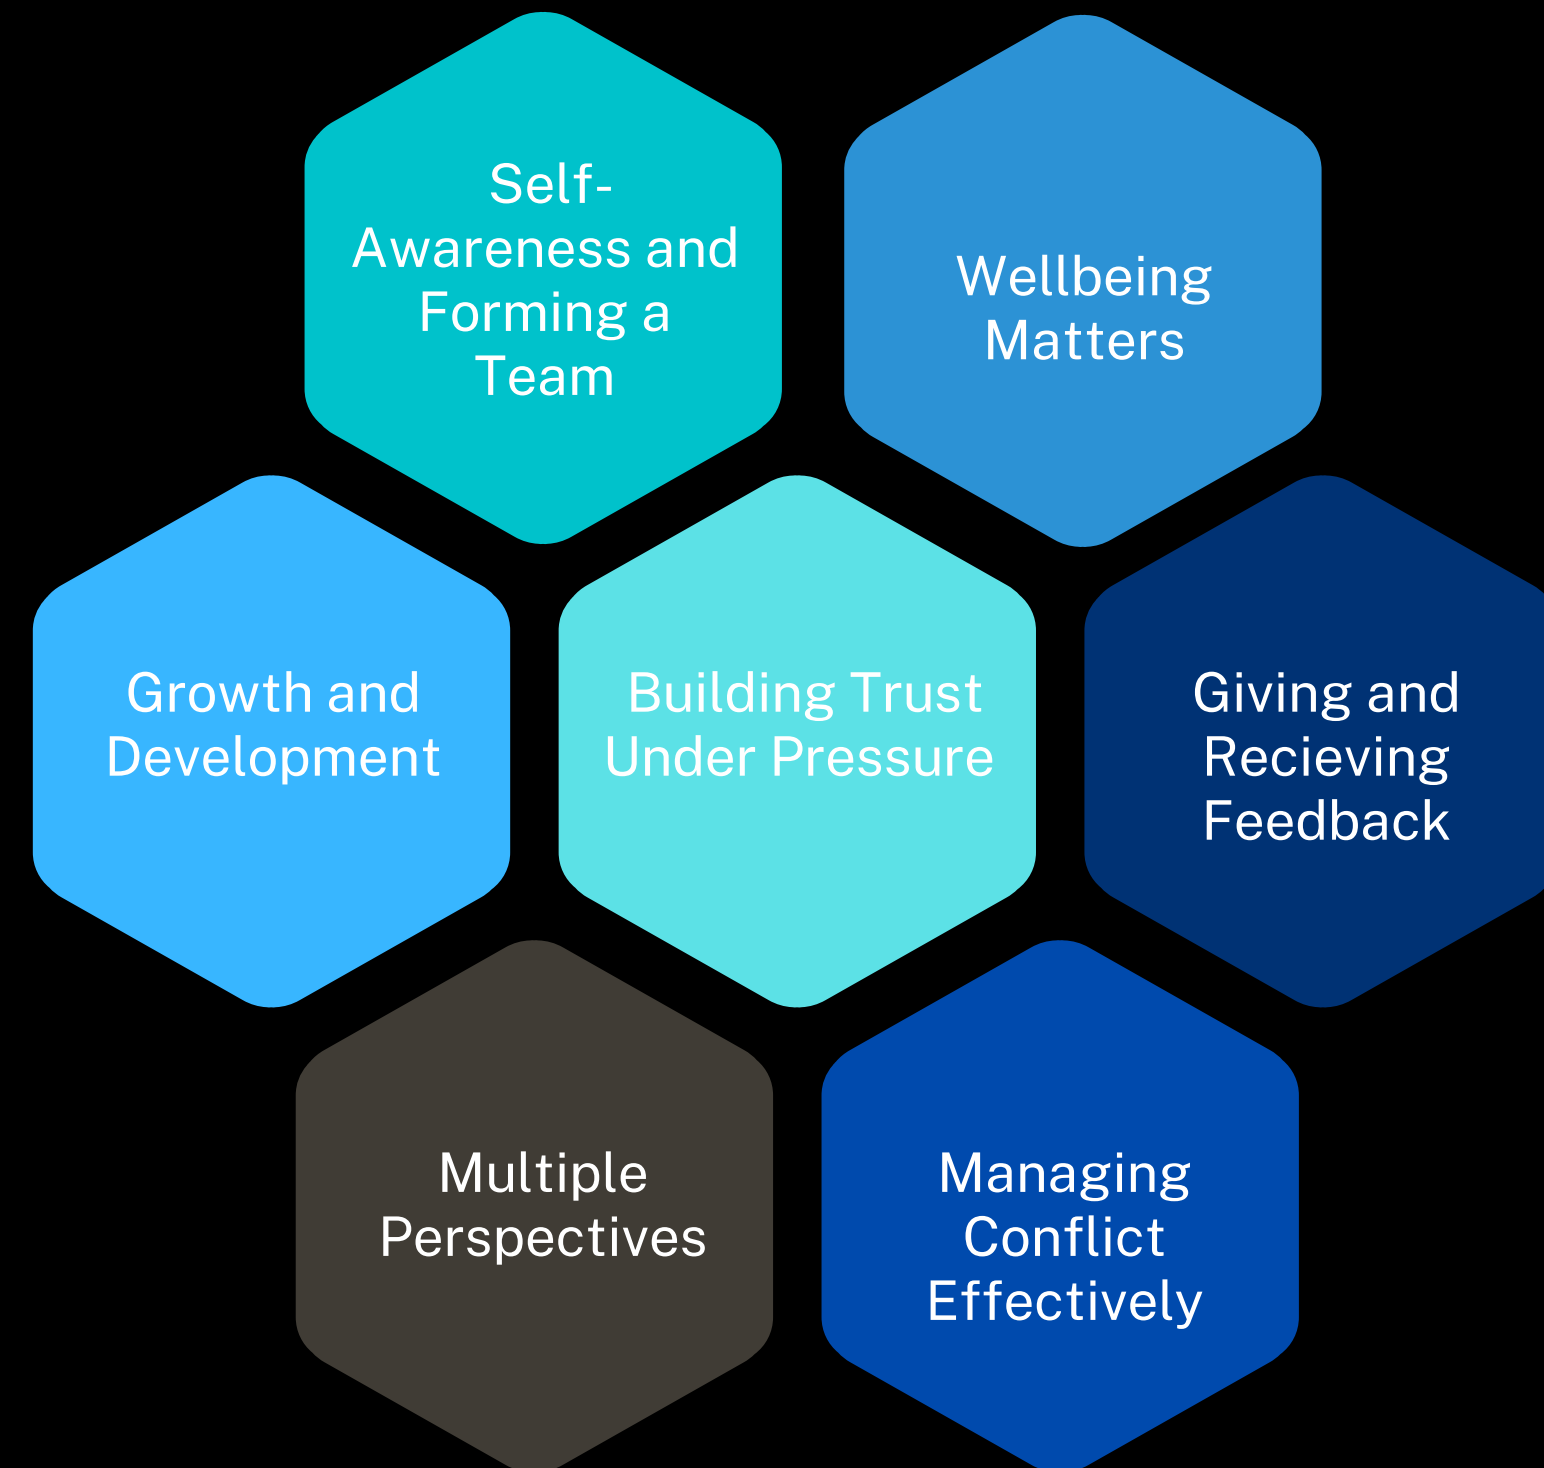 Self-
Awareness and
Forming a
Team
Wellbeing
Matters
Growth and
Development
Building Trust
Under Pressure
Giving and
Recieving
Feedback
Multiple
Perspectives
Managing
Conflict
Effectively